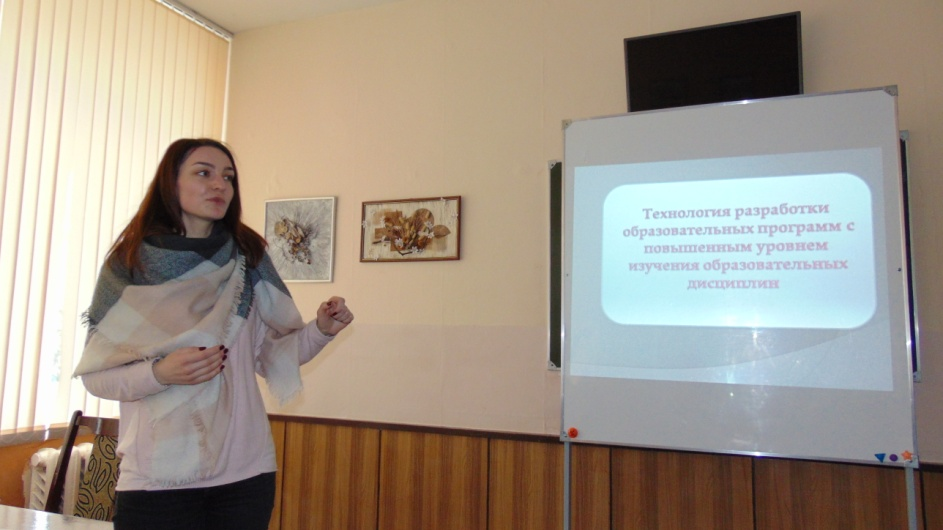 Технология разработки
образовательных программ с
повышенным уровнем
изучения образовательных
дисциплин